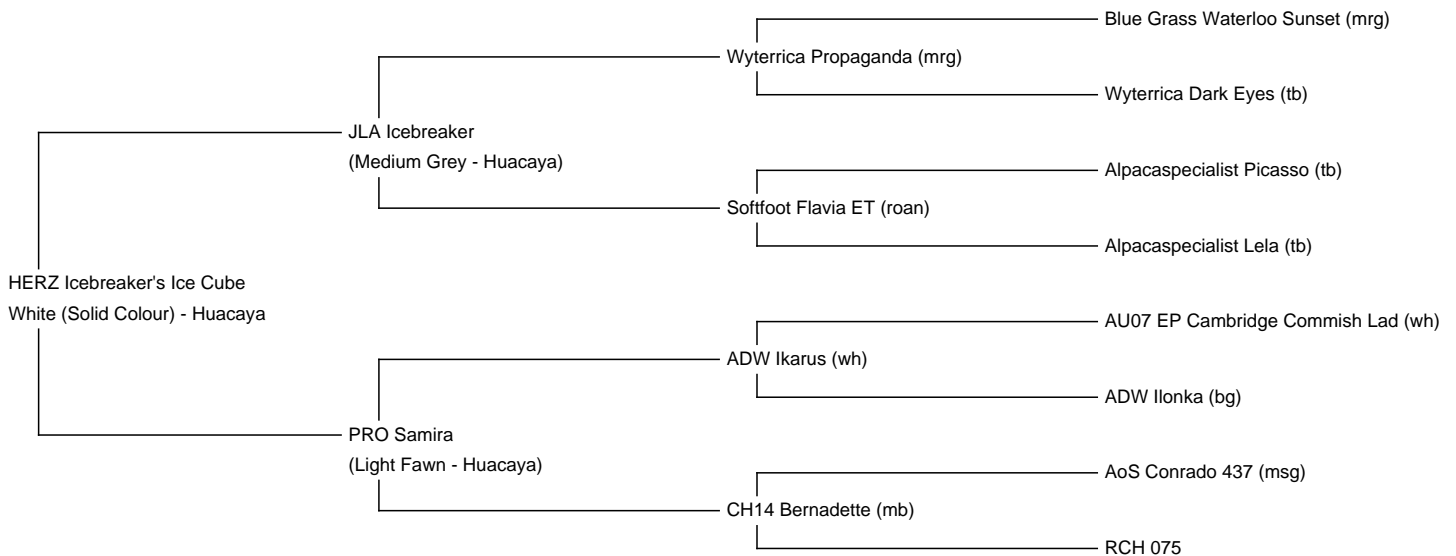 Blue Grass Waterloo Sunset (mrg)
Wyterrica Propaganda (mrg)
Wyterrica Dark Eyes (tb)
JLA Icebreaker
(Medium Grey - Huacaya)
Alpacaspecialist Picasso (tb)
Softfoot Flavia ET (roan)
Alpacaspecialist Lela (tb)
HERZ Icebreaker's Ice Cube
White (Solid Colour) - Huacaya
AU07 EP Cambridge Commish Lad (wh)
ADW Ikarus (wh)
ADW Ilonka (bg)
PRO Samira
(Light Fawn - Huacaya)
AoS Conrado 437 (msg)
CH14 Bernadette (mb)
RCH 075